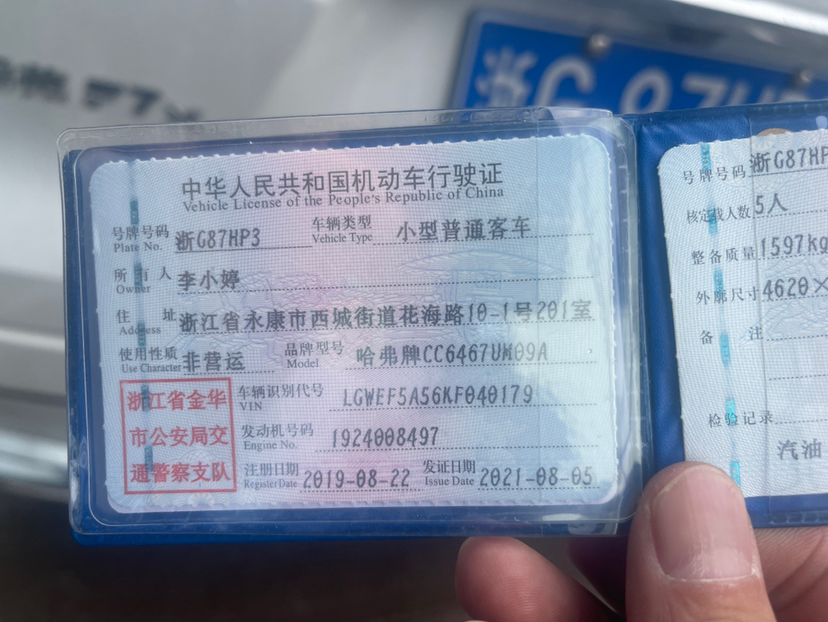 浙G 87H
中华人民共和国机动车行驶证
Vehicle License of the People's Republic of China
号牌号码 浙G87HP3 车辆类型 小型普通客车
Plate No. Vehicle Type
所有人 李小婷
Owner
住址 浙江省永康市西城街道花海路10-1号201室
Address
使用性质 非营运 品牌型号 哈弗牌CC6467UM09A
Use Character Model
浙江省金华
市公安局交
通警察支队
车辆识别代号 LGWEF5A56KF040179
VIN
发动机号码 1924008497
Engine No.
注册日期 2019-08-22 发证日期 2021-08-05
Register Date Issue Date
号牌号码 浙G87HP
核定载人数 5人
整备质量 1597kg
外廓尺寸 4620×
备注
检验记录
汽油